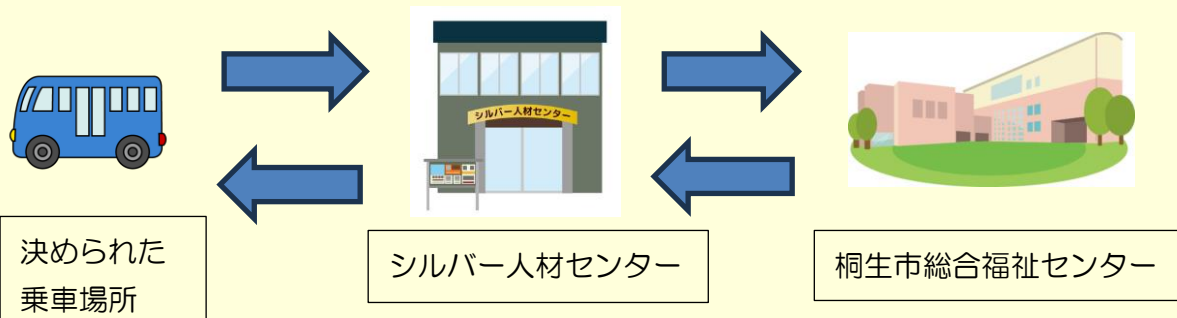 シルバー人材センター
決められた
乗車場所
シルバー人材センター
桐生市総合福祉センター